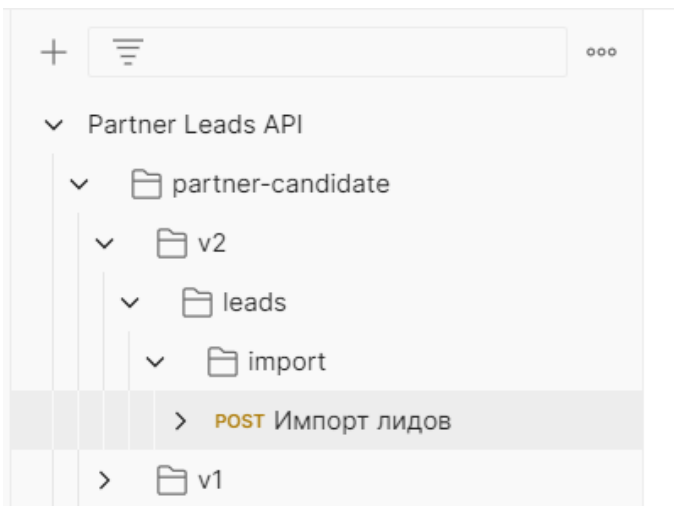 Partner Leads API
partner-candidate
v2
leads
import
POST Импорт лидов
v1